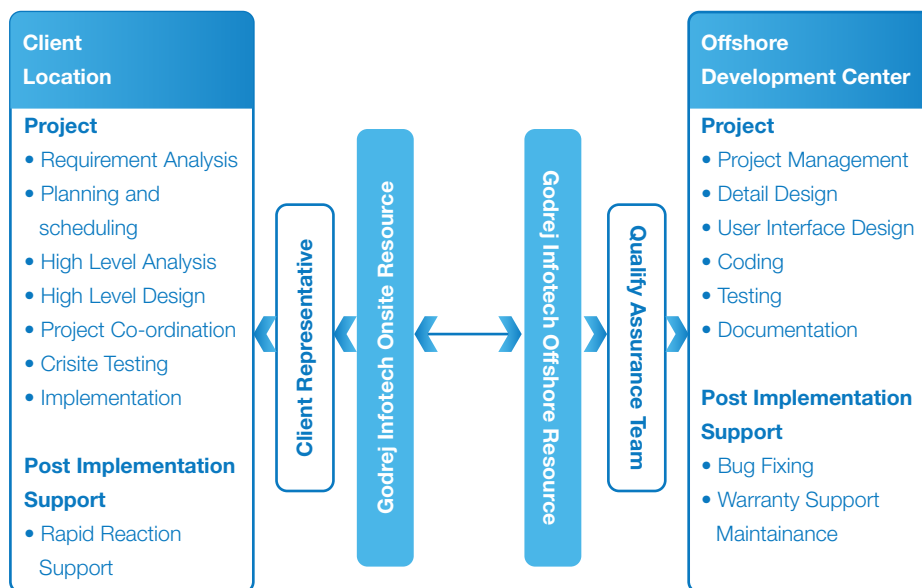 Client
Location
Project
• Requirement Analysis
• Planning and
scheduling
• High Level Analysis
• High Level Design
• Project Co-ordination
• Crisite Testing
• Implementation
Post Implementation
Support
• Rapid Reaction
Support
Client Representative
Godrej Infotech Onsite Resource
Godrej Infotech Offshore Resource
Qualify Assurance Team
Offshore
Development Center
Project
• Project Management
• Detail Design
• User Interface Design
• Coding
• Testing
• Documentation
Post Implementation
Support
• Bug Fixing
• Warranty Support
Maintainance